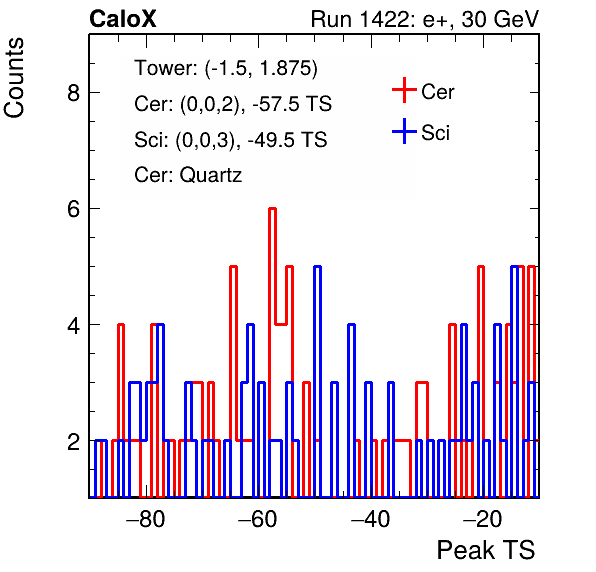 CaloX Run 1422: e+, 30 GeV
Counts
Tower: (-1.5, 1.875)
Cer: (0,0,2), -57.5 TS
Sci: (0,0,3), -49.5 TS
Cer: Quartz
Cer
Sci
8
6
4
2
−80 −60 −40 −20
Peak TS